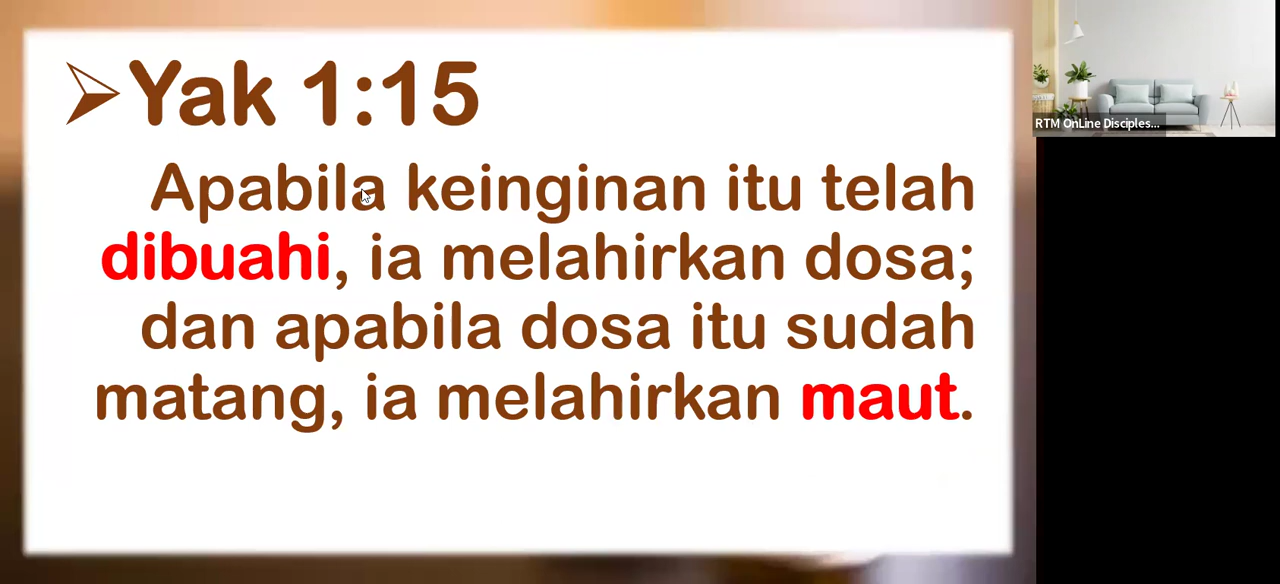 Yak 1:15
Apabila keinginan itu telah
dibuahi, ia melahirkan dosa;
dan apabila dosa itu sudah
matang, ia melahirkan maut.
RTM OnLine Disciples...